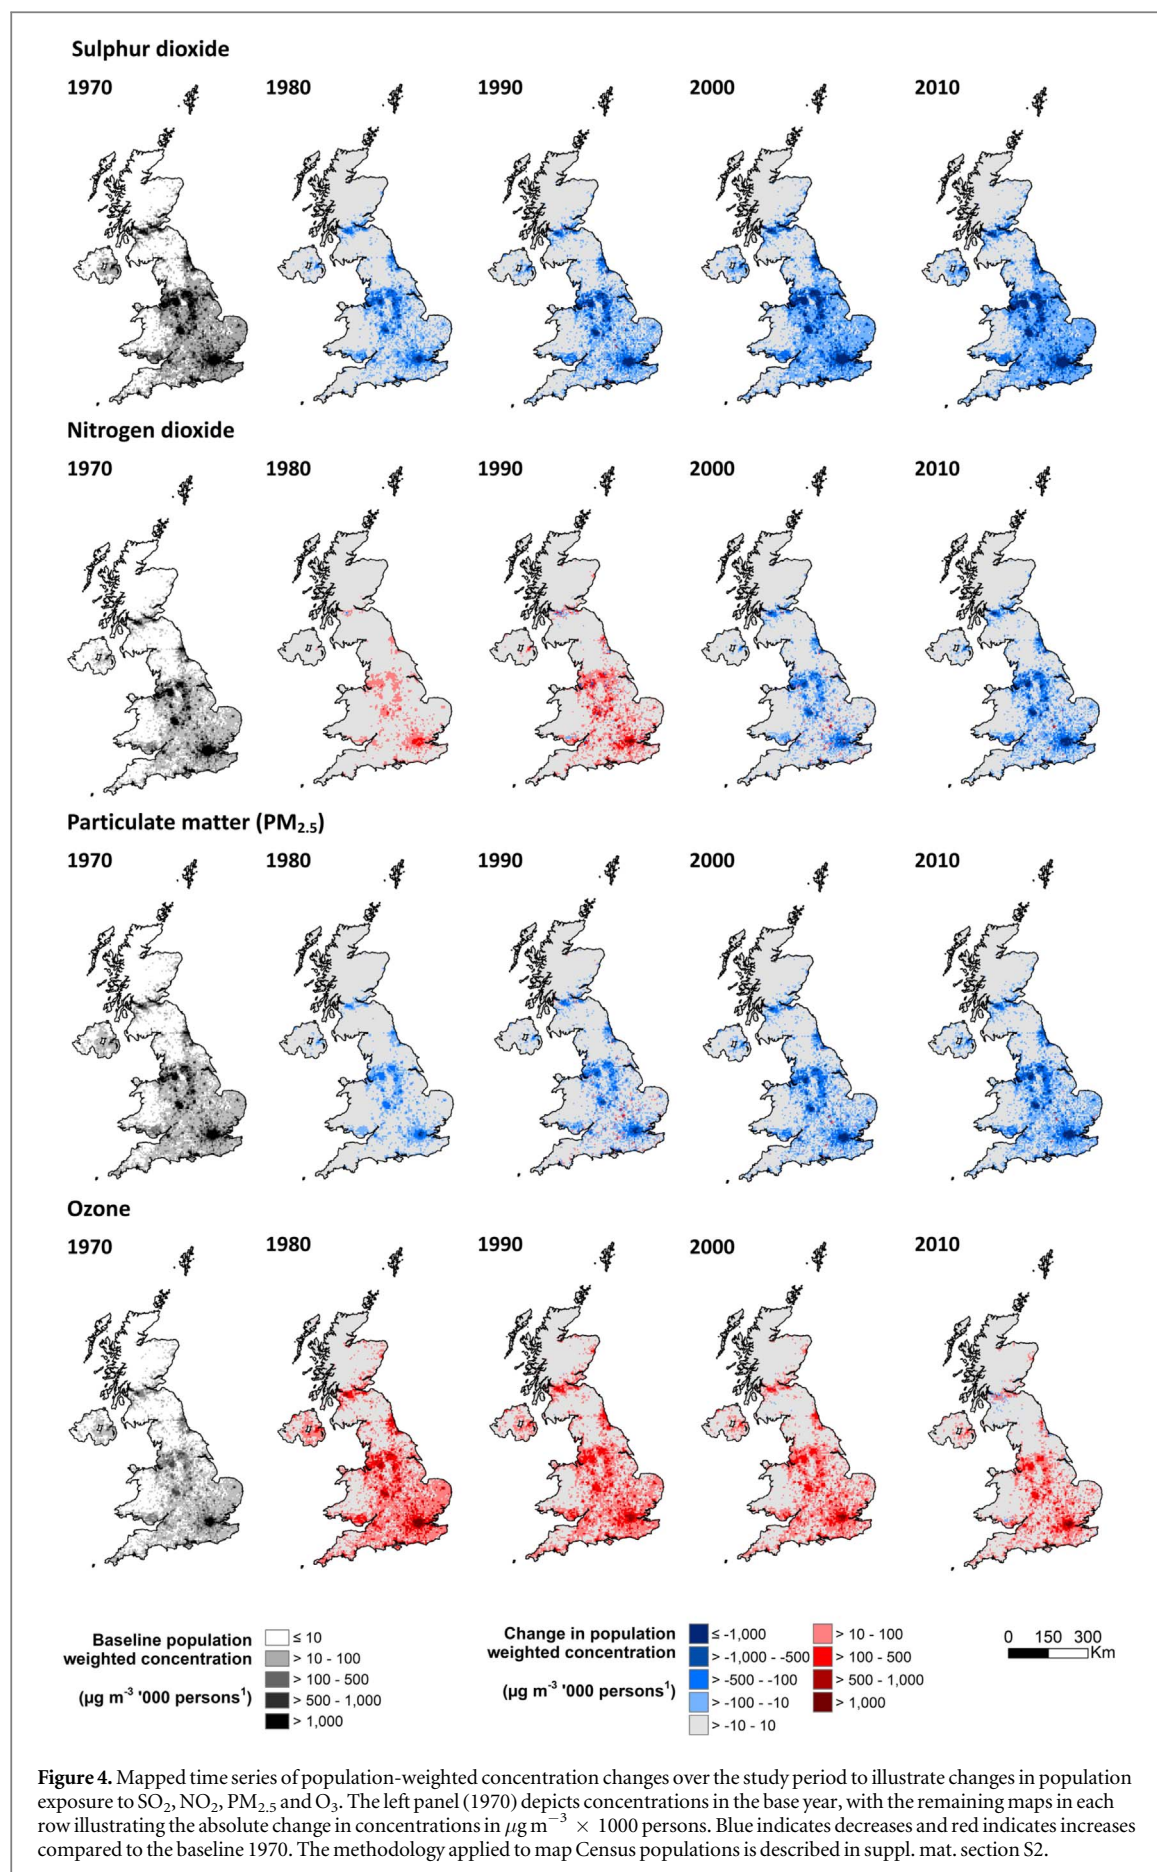 Sulphur dioxide
1970 1980 1990 2000 2010
Nitrogen dioxide
1970 1980 1990 2000 2010
Particulate matter (PM2.5)
1970 1980 1990 2000 2010
Ozone
1970 1980 1990 2000 2010
Baseline population
weighted concentration
(µg m-3 '000 persons1)
≤ 10
> 10 - 100
> 100 - 500
> 500 - 1,000
> 1,000
Change in population
weighted concentration
(µg m-3 '000 persons1)
≤ -1,000
> -1,000 - -500
> -500 - -100
> -100 - -10
> -10 - 10
> 10 - 100
> 100 - 500
> 500 - 1,000
> 1,000
0 150 300
Km
Figure 4. Mapped time series of population-weighted concentration changes over the study period to illustrate changes in population
exposure to SO2, NO2, PM2.5 and O3. The left panel (1970) depicts concentrations in the base year, with the remaining maps in each
row illustrating the absolute change in concentrations in µg m−3 × 1000 persons. Blue indicates decreases and red indicates increases
compared to the baseline 1970. The methodology applied to map Census populations is described in suppl. mat. section S2.